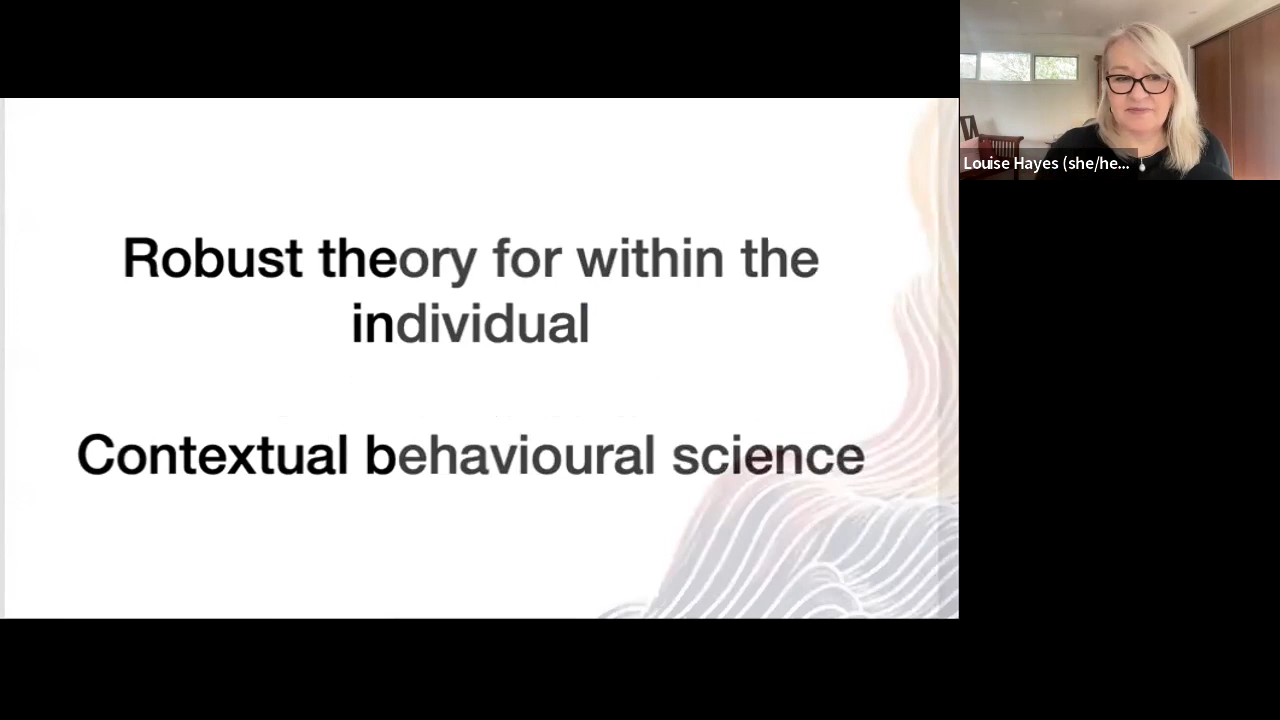 Robust theory for within the
individual
Contextual behavioural science
Louise Hayes (she/he...